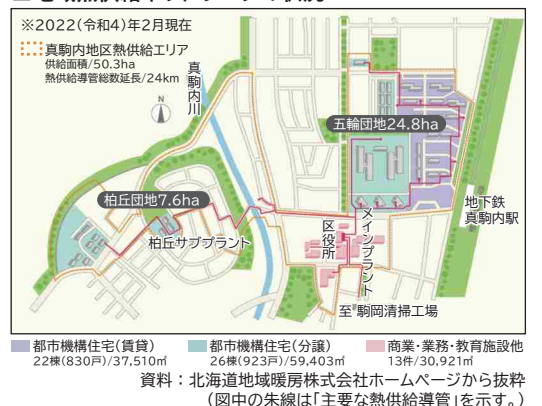 ※2022(令和4)年2月現在
真駒内地区熱供給エリア
供給面積/50.3ha
熱供給導管総数延長/24km
N
真駒内川
五輪団地24.8ha
柏丘団地7.6ha
柏丘サブプラント
区役所
メインプラント
地下鉄
真駒内駅
至 駒岡清掃工場
都市機構住宅(賃貸)
22棟(830戸)/37,510㎡
都市機構住宅(分譲)
26棟(923戸)/59,403㎡
商業・業務・教育施設他
13件/30,921㎡
資料:北海道地域暖房株式会社ホームページから抜粋
(図中の朱線は「主要な熱供給導管」を示す。)